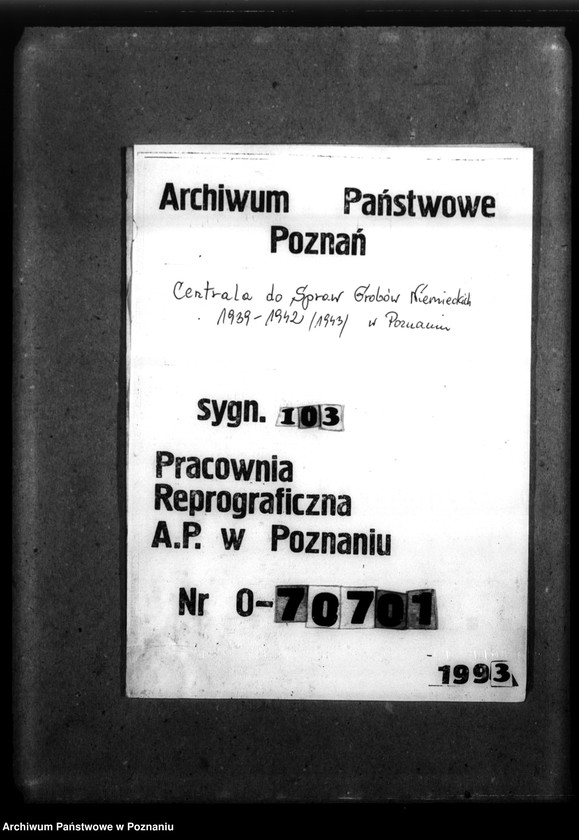 Archiwum Państwowe
Poznań
Centrala do Spraw Grobów Niemieckich
1939-1942 /1943/ w Poznaniu
sygn. 103
Pracownia
Reprograficzna
A.P. w Poznaniu
Nr O-70701
1993
Archiwum Państwowe w Poznaniu